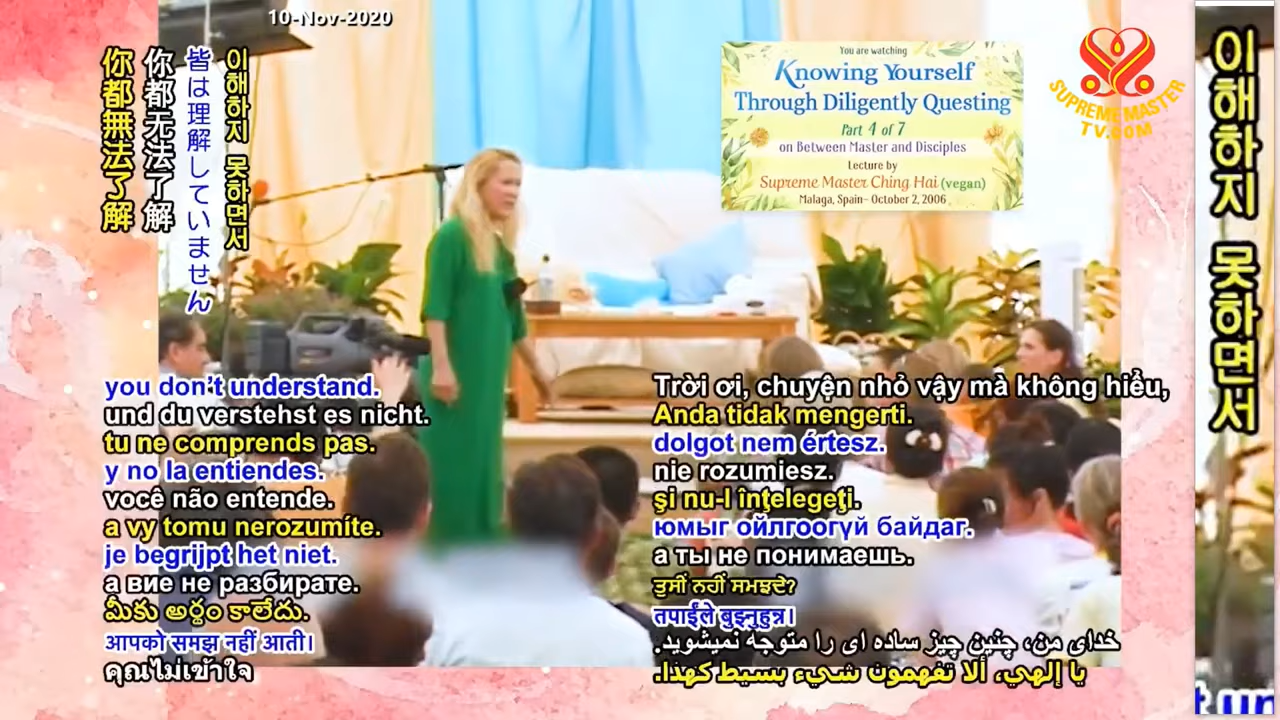 10-Nov-2020
You are watching
Knowing Yourself
Through Diligently Questing
Part 4 of 7
on Between Master and Disciples
Lecture by
Supreme Master Ching Hai (vegan)
Malaga, Spain– October 2, 2006
SUPREME MASTER
TV.COM
이해하지 못하면서
皆は理解していません
你都无法了解
你都無法了解
you don't understand.
und du verstehst es nicht.
tu ne comprends pas.
y no la entiendes.
você não entende.
a vy tomu nerozumíte.
je begrijpt het niet.
а вие не разбирате.
మీకు అర్థం కాలేదు.
आपको समझ नहीं आती।
คุณไม่เข้าใจ
Trời ơi, chuyện nhỏ vậy mà không hiểu,
Anda tidak mengerti.
dolgot nem értesz.
nie rozumiesz.
şi nu-l înţelegeţi.
юмыг ойлгоогүй байдаг.
а ты не понимаешь.
ਤੁਸੀਂ ਨਹੀਂ ਸਮਝਦੇ?
तपाईंले बुझ्नुहुन्न।
خدای من، چنین چیز ساده ای را متوجه نمیشوید.
يا إلهي، ألا تفهمون شيء بسيط كهذا.
이해하지 못하면서
t un